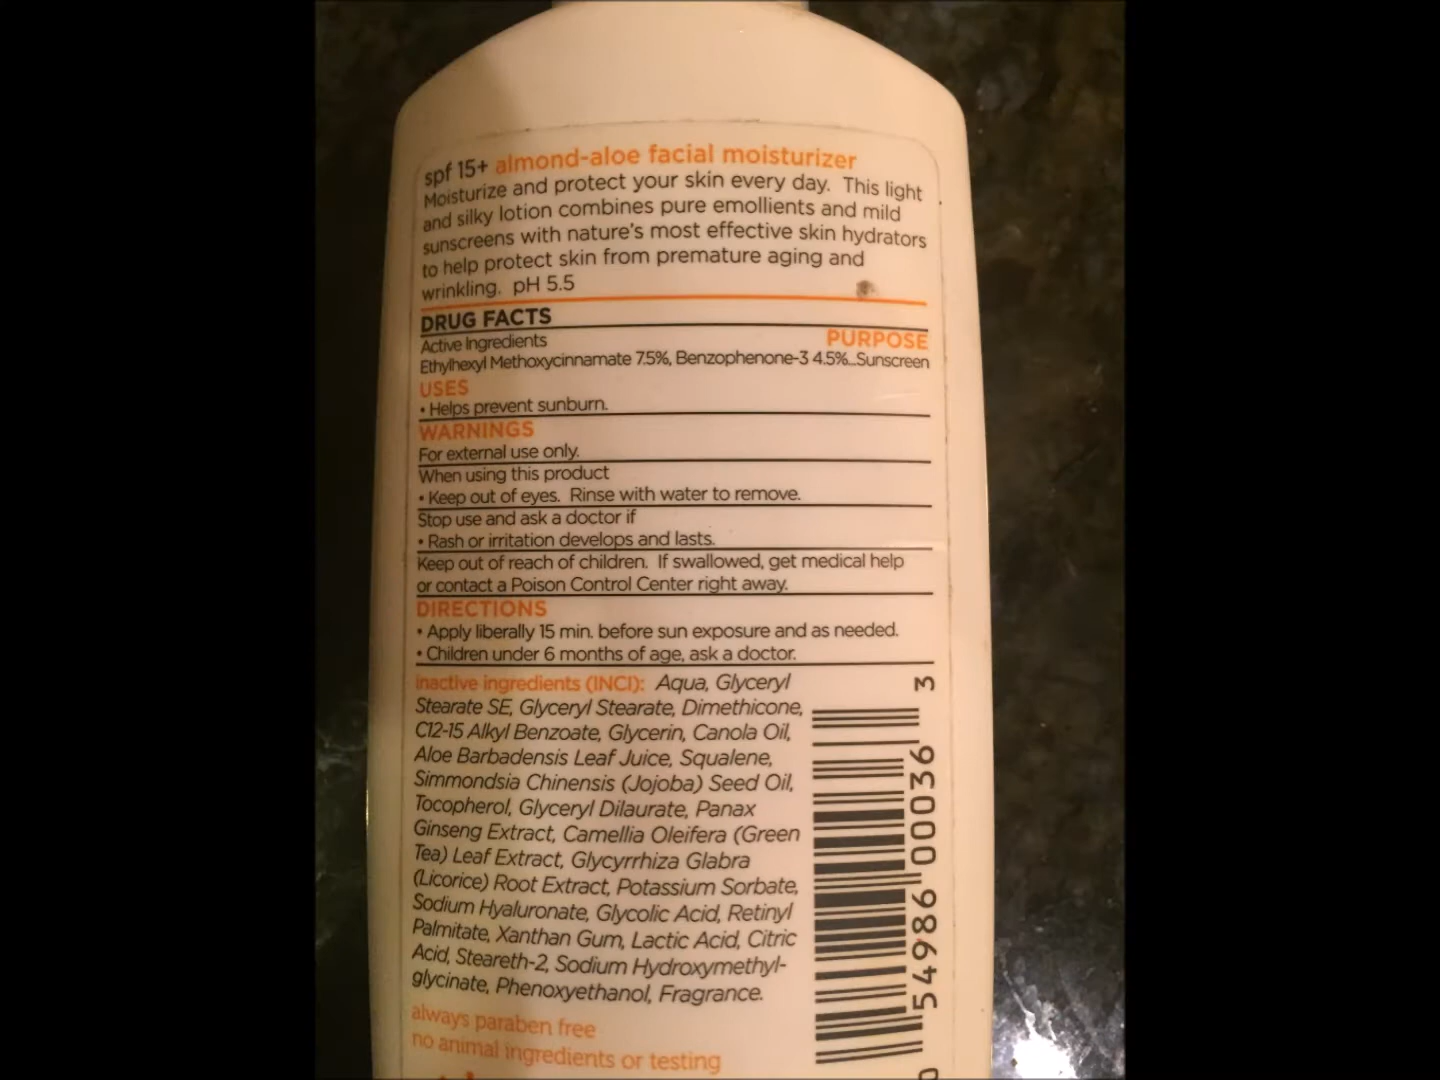 spf 15+ almond-aloe facial moisturizer
Moisturize and protect your skin every day. This light
and silky lotion combines pure emollients and mild
sunscreens with nature's most effective skin hydrators
to help protect skin from premature aging and
wrinkling. pH 5.5
DRUG FACTS
Active Ingredients PURPOSE
Ethylhexyl Methoxycinnamate 7.5%, Benzophenone-3 4.5%...Sunscreen
USES
• Helps prevent sunburn.
WARNINGS
For external use only.
When using this product
• Keep out of eyes. Rinse with water to remove.
Stop use and ask a doctor if
• Rash or irritation develops and lasts.
Keep out of reach of children. If swallowed, get medical help
or contact a Poison Control Center right away.
DIRECTIONS
• Apply liberally 15 min. before sun exposure and as needed.
• Children under 6 months of age, ask a doctor.
inactive ingredients (INCI): Aqua, Glyceryl
Stearate SE, Glyceryl Stearate, Dimethicone,
C12-15 Alkyl Benzoate, Glycerin, Canola Oil,
Aloe Barbadensis Leaf Juice, Squalene,
Simmondsia Chinensis (Jojoba) Seed Oil,
Tocopherol, Glyceryl Dilaurate, Panax
Ginseng Extract, Camellia Oleifera (Green
Tea) Leaf Extract, Glycyrrhiza Glabra
(Licorice) Root Extract, Potassium Sorbate,
Sodium Hyaluronate, Glycolic Acid, Retinyl
Palmitate, Xanthan Gum, Lactic Acid, Citric
Acid, Steareth-2, Sodium Hydroxymethyl-
glycinate, Phenoxyethanol, Fragrance.
always paraben free
no animal ingredients or testing
0 54986 00036 3